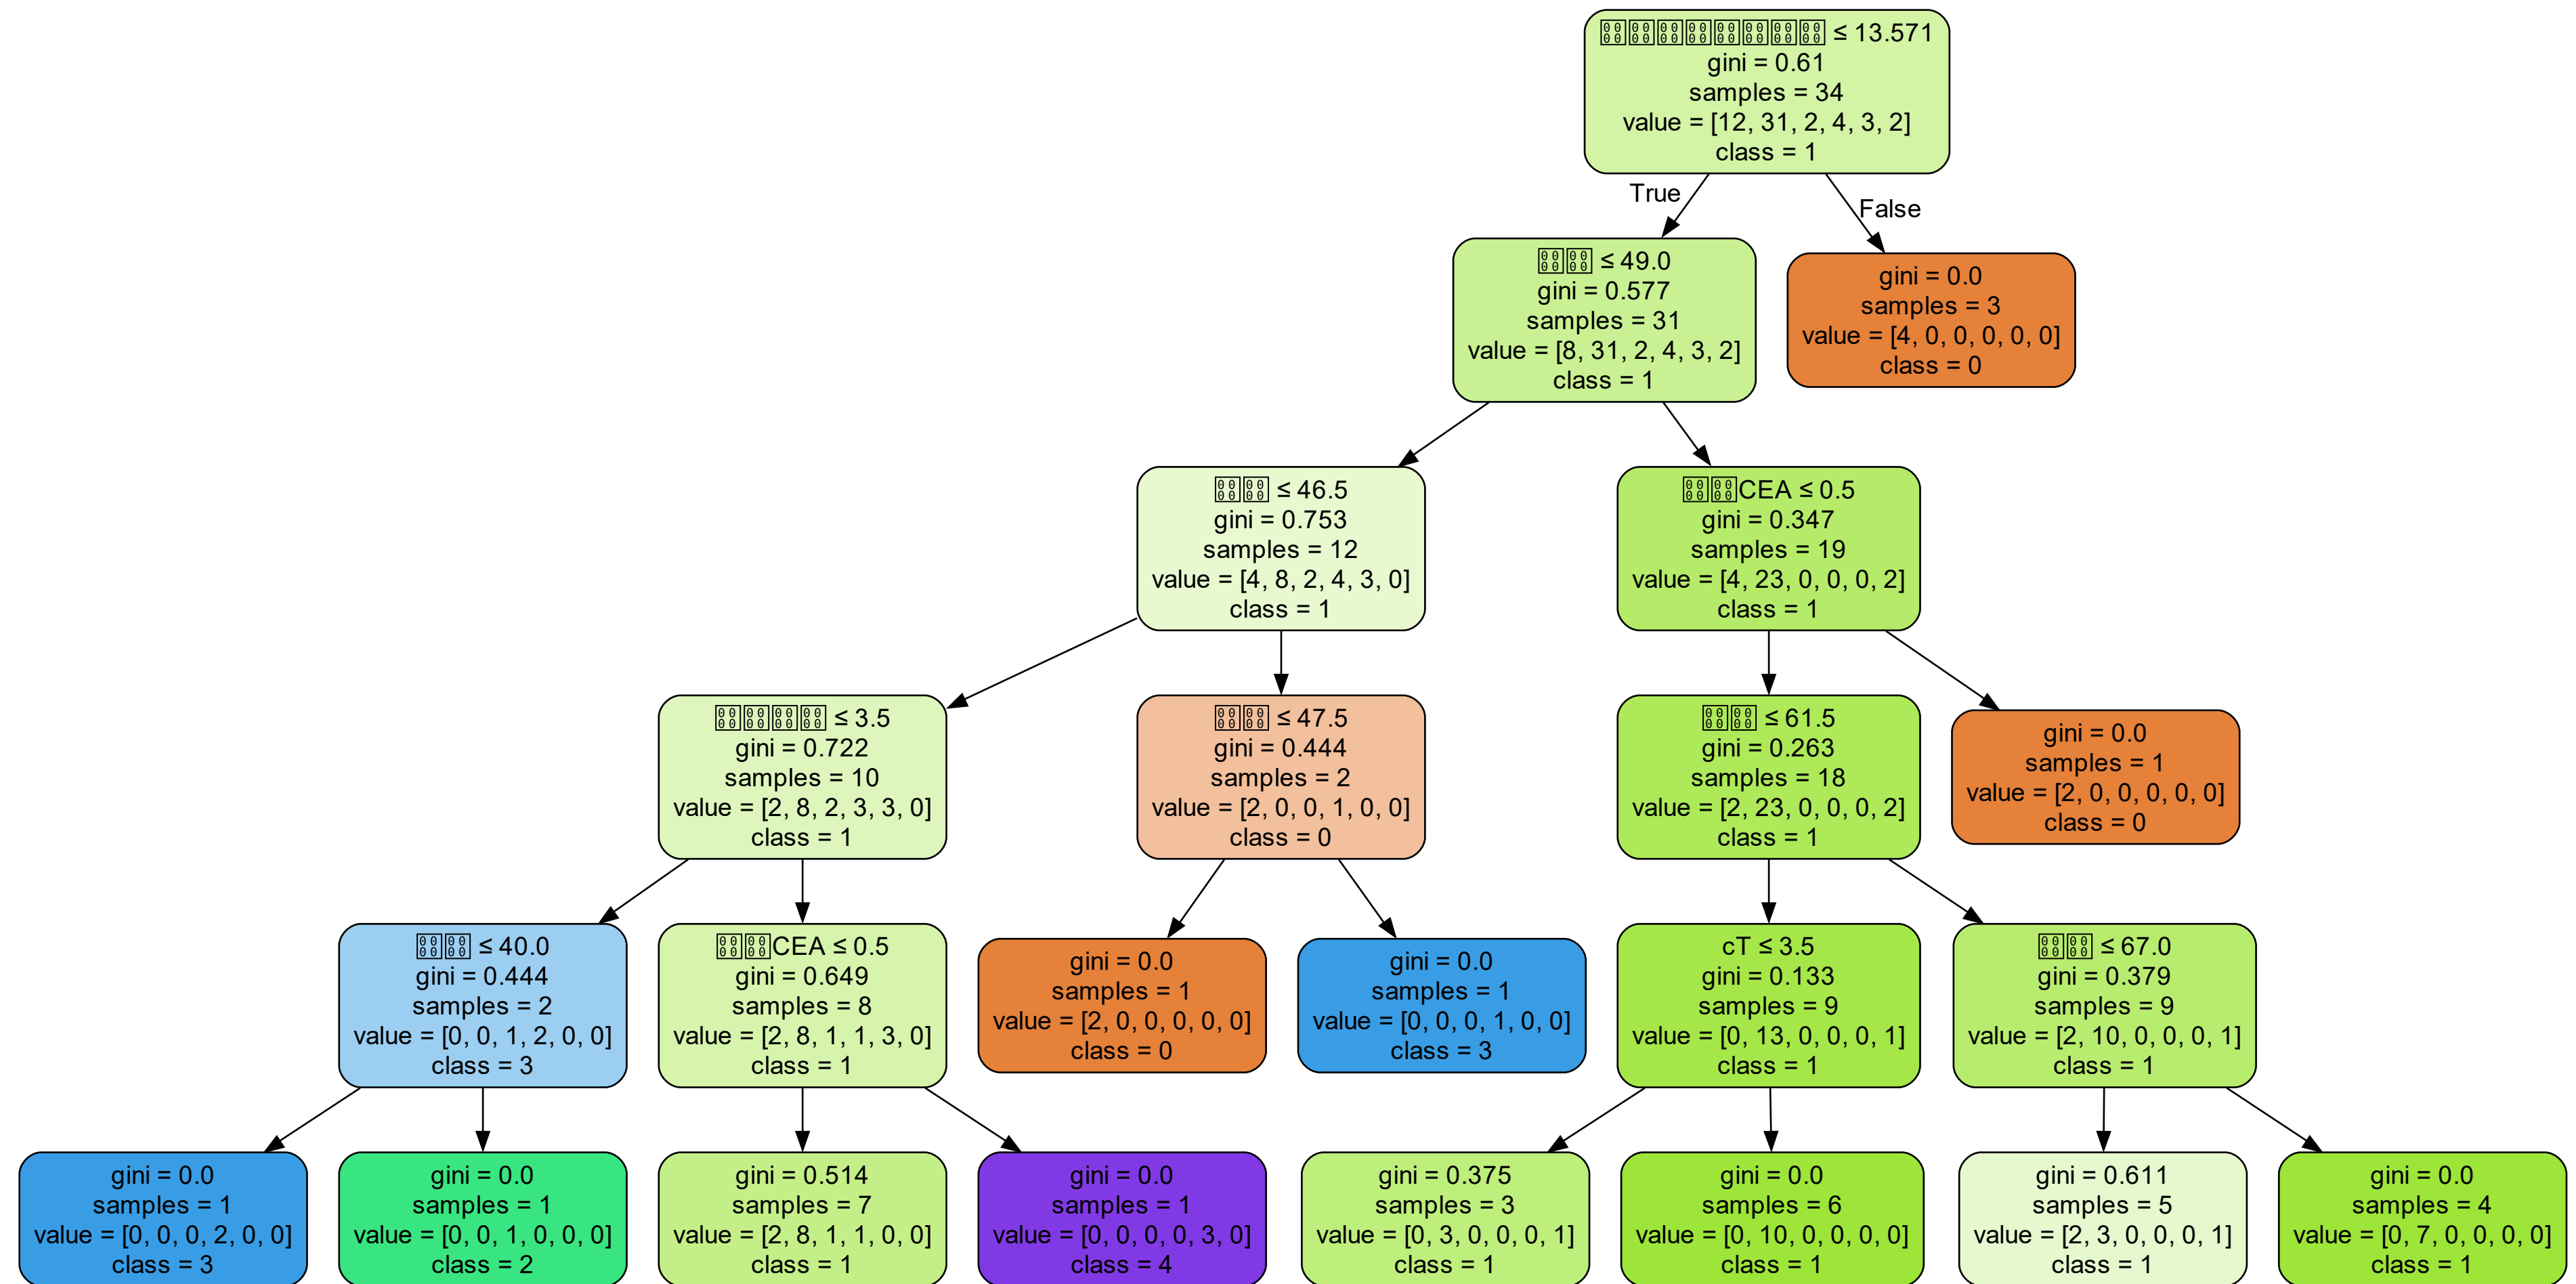 ≤ 13.571
gini = 0.61
samples = 34
value = [12, 31, 2, 4, 3, 2]
class = 1
True
False
≤ 49.0
gini = 0.577
samples = 31
value = [8, 31, 2, 4, 3, 2]
class = 1
gini = 0.0
samples = 3
value = [4, 0, 0, 0, 0, 0]
class = 0
≤ 46.5
gini = 0.753
samples = 12
value = [4, 8, 2, 4, 3, 0]
class = 1
CEA ≤ 0.5
gini = 0.347
samples = 19
value = [4, 23, 0, 0, 0, 2]
class = 1
≤ 3.5
gini = 0.722
samples = 10
value = [2, 8, 2, 3, 3, 0]
class = 1
≤ 47.5
gini = 0.444
samples = 2
value = [2, 0, 0, 1, 0, 0]
class = 0
≤ 61.5
gini = 0.263
samples = 18
value = [2, 23, 0, 0, 0, 2]
class = 1
gini = 0.0
samples = 1
value = [2, 0, 0, 0, 0, 0]
class = 0
≤ 40.0
gini = 0.444
samples = 2
value = [0, 0, 1, 2, 0, 0]
class = 3
CEA ≤ 0.5
gini = 0.649
samples = 8
value = [2, 8, 1, 1, 3, 0]
class = 1
gini = 0.0
samples = 1
value = [2, 0, 0, 0, 0, 0]
class = 0
gini = 0.0
samples = 1
value = [0, 0, 0, 1, 0, 0]
class = 3
cT ≤ 3.5
gini = 0.133
samples = 9
value = [0, 13, 0, 0, 0, 1]
class = 1
≤ 67.0
gini = 0.379
samples = 9
value = [2, 10, 0, 0, 0, 1]
class = 1
gini = 0.0
samples = 1
value = [0, 0, 0, 2, 0, 0]
class = 3
gini = 0.0
samples = 1
value = [0, 0, 1, 0, 0, 0]
class = 2
gini = 0.514
samples = 7
value = [2, 8, 1, 1, 0, 0]
class = 1
gini = 0.0
samples = 1
value = [0, 0, 0, 0, 3, 0]
class = 4
gini = 0.375
samples = 3
value = [0, 3, 0, 0, 0, 1]
class = 1
gini = 0.0
samples = 6
value = [0, 10, 0, 0, 0, 0]
class = 1
gini = 0.611
samples = 5
value = [2, 3, 0, 0, 0, 1]
class = 1
gini = 0.0
samples = 4
value = [0, 7, 0, 0, 0, 0]
class = 1